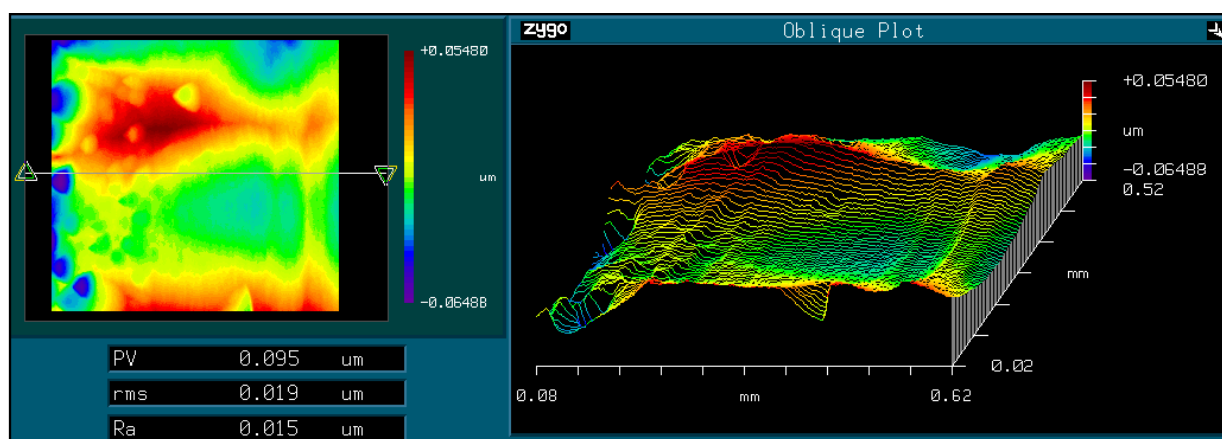 +0.05480
um
-0.06488
PV 0.095 um
rms 0.019 um
Ra 0.015 um
zygo Oblique Plot
+0.05480
um
-0.06488
0.52
mm
0.02
0.08 mm 0.62